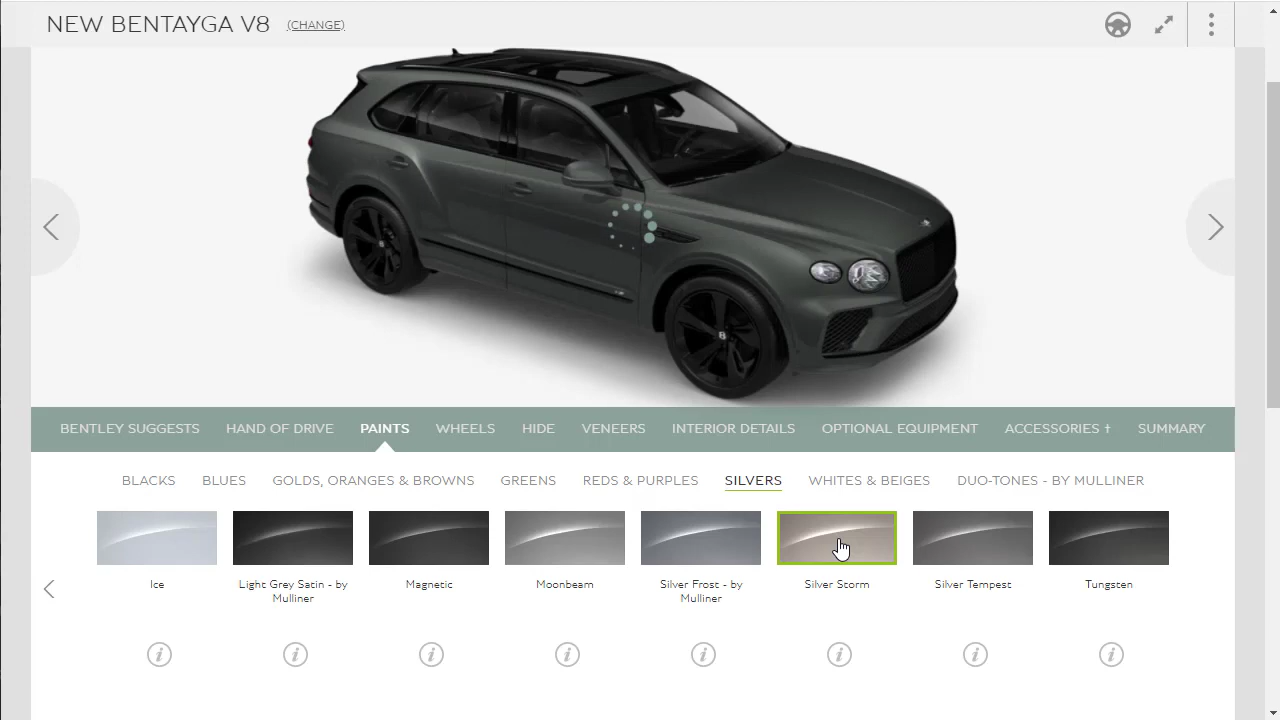 NEW BENTAYGA V8 (CHANGE)
BENTLEY SUGGESTS HAND OF DRIVE PAINTS WHEELS HIDE VENEERS INTERIOR DETAILS OPTIONAL EQUIPMENT ACCESSORIES † SUMMARY
BLACKS BLUES GOLDS, ORANGES & BROWNS GREENS REDS & PURPLES SILVERS WHITES & BEIGES DUO-TONES - BY MULLINER
Ice
Light Grey Satin - by
Mulliner
Magnetic
Moonbeam
Silver Frost - by
Mulliner
Silver Storm
Silver Tempest
Tungsten
i i i i i i i i